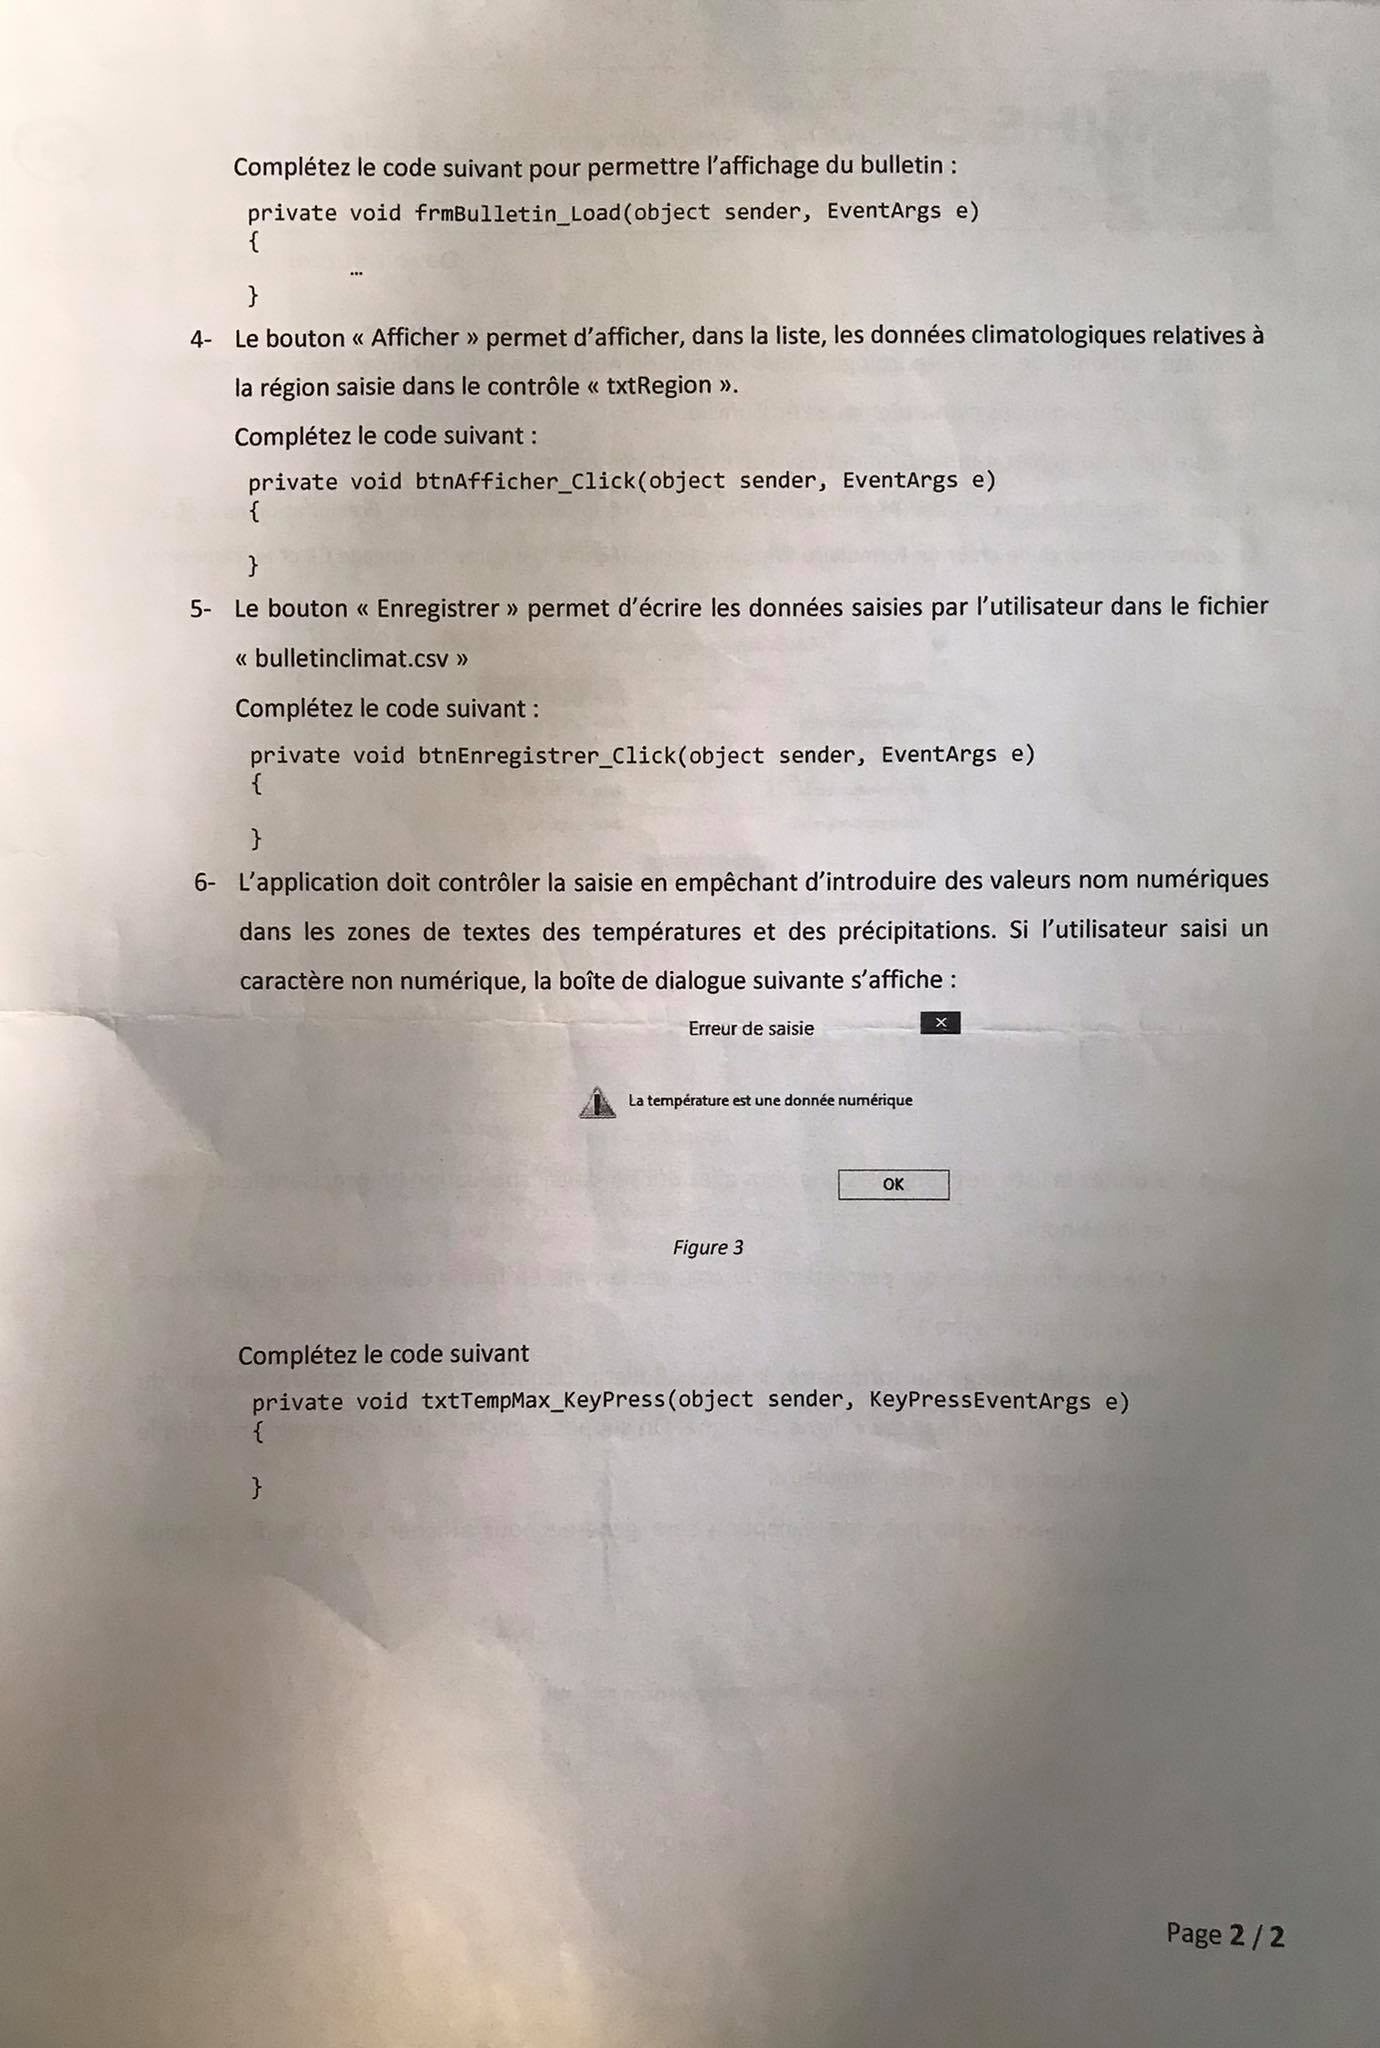 Complétez le code suivant pour permettre l'affichage du bulletin :
private void frmBulletin_Load(object sender, EventArgs e)
{
...
}
4- Le bouton « Afficher » permet d'afficher, dans la liste, les données climatologiques relatives à
la région saisie dans le contrôle « txtRegion ».
Complétez le code suivant :
private void btnAfficher_Click(object sender, EventArgs e)
{
}
5- Le bouton « Enregistrer » permet d'écrire les données saisies par l'utilisateur dans le fichier
« bulletinclimat.csv »
Complétez le code suivant :
private void btnEnregistrer_Click(object sender, EventArgs e)
{
}
6- L'application doit contrôler la saisie en empêchant d'introduire des valeurs nom numériques
dans les zones de textes des températures et des précipitations. Si l'utilisateur saisi un
caractère non numérique, la boîte de dialogue suivante s'affiche :
Erreur de saisie
La température est une donnée numérique
OK
Figure 3
Complétez le code suivant
private void txtTempMax_KeyPress(object sender, KeyPressEventArgs e)
{
}
Page 2 / 2